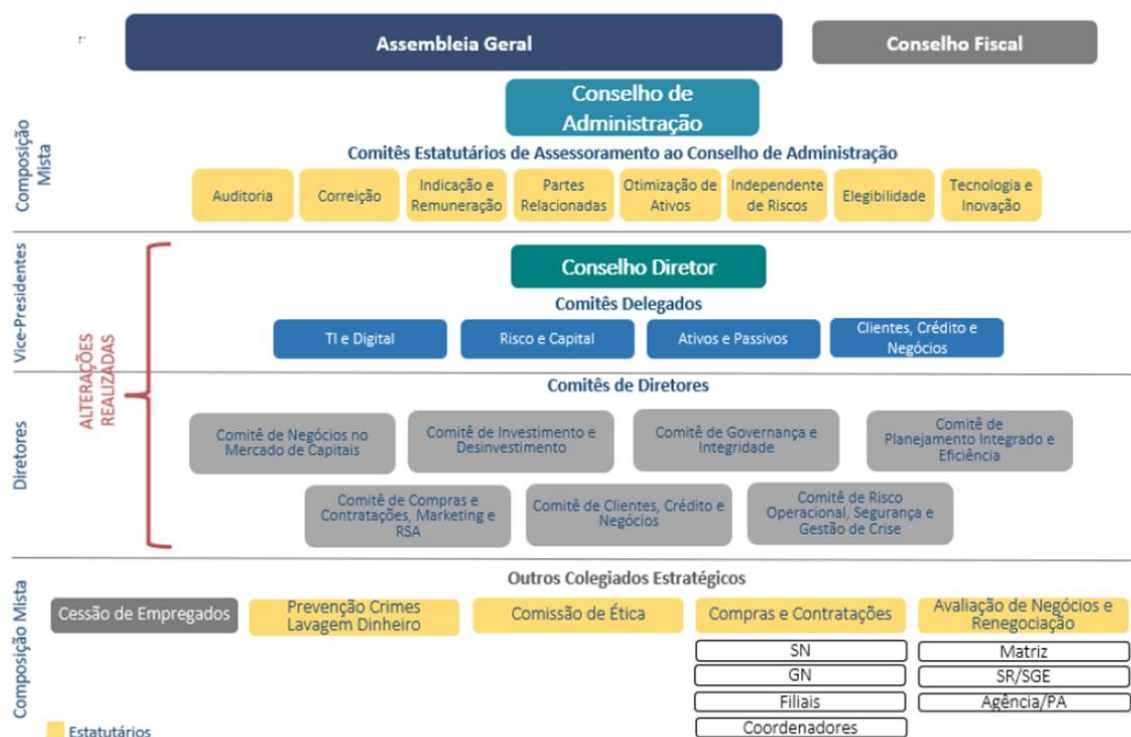 Assembleia Geral
Conselho Fiscal
Composição
Mista
Conselho de
Administração
Comitês Estatutários de Assessoramento ao Conselho de Administração
Auditoria
Correição
Indicação e
Remuneração
Partes
Relacionadas
Otimização de
Ativos
Independente
de Riscos
Elegibilidade
Tecnologia e
Inovação
Vice-Presidentes
ALTERAÇÕES
REALIZADAS
Conselho Diretor
Comitês Delegados
TI e Digital
Risco e Capital
Ativos e Passivos
Clientes, Crédito e
Negócios
Diretores
Comitês de Diretores
Comitê de Negócios no
Mercado de Capitais
Comitê de Investimento e
Desinvestimento
Comitê de Governança e
Integridade
Comitê de
Planejamento Integrado e
Eficiência
Comitê de Compras e
Contratações, Marketing e
RSA
Comitê de Clientes, Crédito e
Negócios
Comitê de Risco
Operacional, Segurança e
Gestão de Crise
Composição Mista
Outros Colegiados Estratégicos
Cessão de Empregados
Prevenção Crimes
Lavagem Dinheiro
Comissão de Ética
Compras e Contratações
SN
GN
Filiais
Coordenadores
Avaliação de Negócios e
Renegociação
Matriz
SR/SGE
Agência/PA
Estatutários